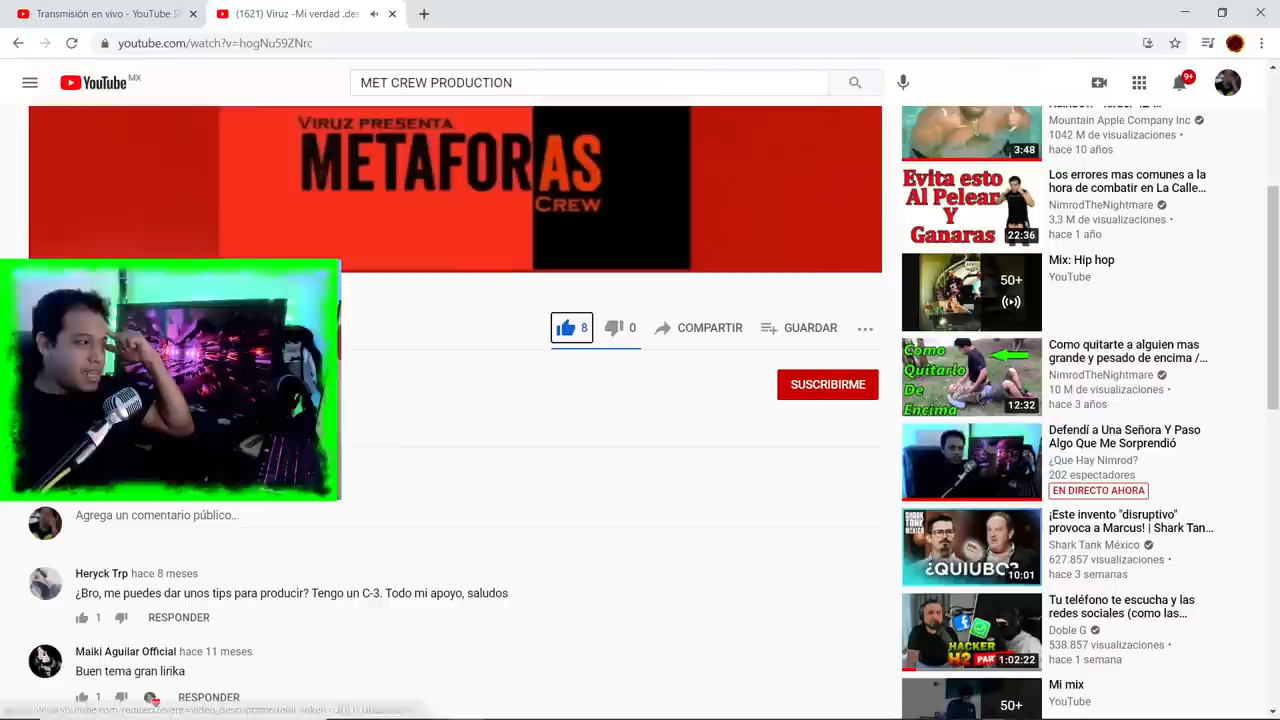 Transmisión en vivo - YouTube S
(1621) Viruz -Mi verdad .des
youtube.com/watch?v=hogNu59ZNrc
YouTube MX
MET CREW PRODUCTION
9+
VIRUZ PRESENTA
METAFORAS
CREW
8
0
COMPARTIR
GUARDAR
SUSCRIBIRME
Agrega un comentario público...
Heryck Trp hace 8 meses
¿Bro, me puedes dar unos tips para producir? Tengo un C-3. Todo mi apoyo, saludos
1
RESPONDER
Maiki Aguilar Official hace 11 meses
Buen tema gran lirika
1
RESPONDER
Mountain Apple Company Inc
1042 M de visualizaciones •
hace 10 años
3:48
Evita esto
Al Pelear
Y
Ganaras
22:36
Los errores mas comunes a la
hora de combatir en La Calle...
NimrodTheNightmare
3,3 M de visualizaciones •
hace 1 año
50+
Mix: Hip hop
YouTube
Como
Quitarlo
De
Encima
12:32
Como quitarte a alguien mas
grande y pesado de encima /...
NimrodTheNightmare
10 M de visualizaciones •
hace 3 años
Defendí a Una Señora Y Paso
Algo Que Me Sorprendió
¿Que Hay Nimrod?
202 espectadores
EN DIRECTO AHORA
SHARK
TANK
MÉXICO
¿QUIUBO?
10:01
¡Este invento "disruptivo"
provoca a Marcus! | Shark Tan...
Shark Tank México
627.857 visualizaciones •
hace 3 semanas
HACKER
H2 PAR
1:02:22
Tu teléfono te escucha y las
redes sociales (como las...
Doble G
538.857 visualizaciones •
hace 1 semana
50+
Mi mix
YouTube